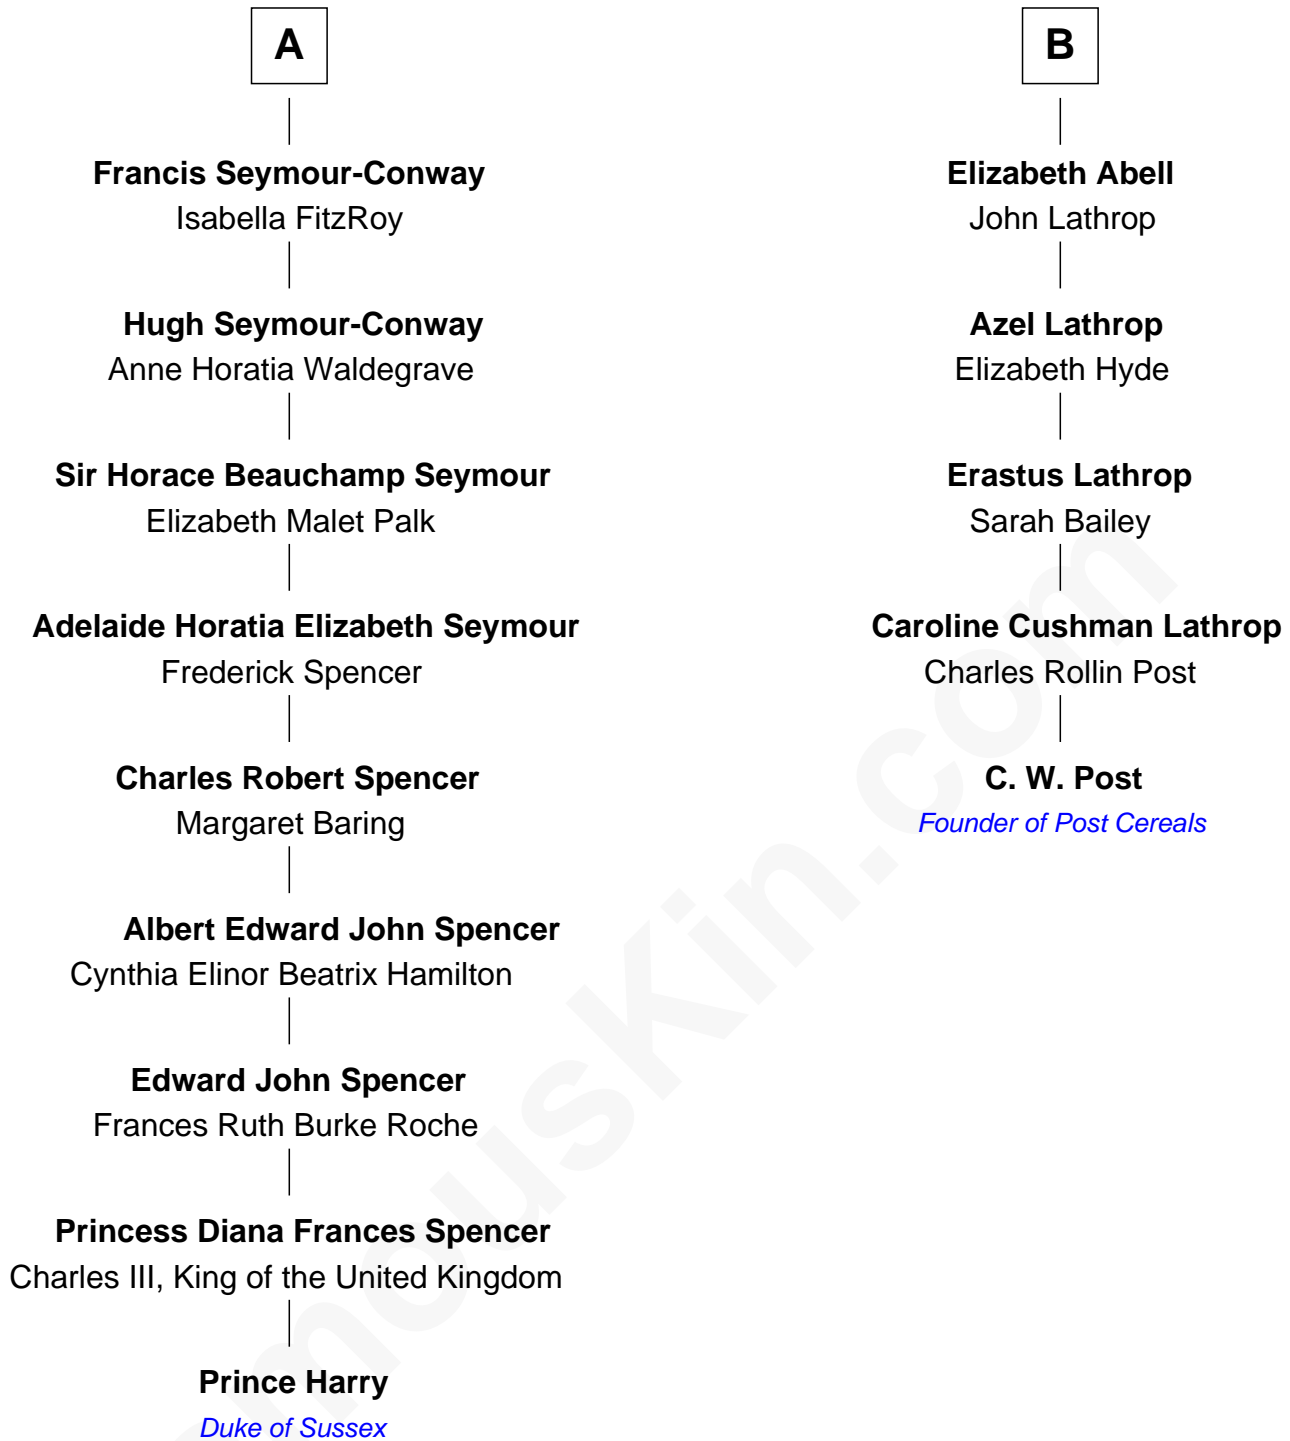 A
Francis Seymour-Conway
Isabella FitzRoy
Hugh Seymour-Conway
Anne Horatia Waldegrave
Sir Horace Beauchamp Seymour
Elizabeth Malet Palk
Adelaide Horatia Elizabeth Seymour
Frederick Spencer
Charles Robert Spencer
Margaret Baring
Albert Edward John Spencer
Cynthia Elinor Beatrix Hamilton
Edward John Spencer
Frances Ruth Burke Roche
Princess Diana Frances Spencer
Charles III, King of the United Kingdom
Prince Harry
Duke of Sussex
B
Elizabeth Abell
John Lathrop
Azel Lathrop
Elizabeth Hyde
Erastus Lathrop
Sarah Bailey
Caroline Cushman Lathrop
Charles Rollin Post
C. W. Post
Founder of Post Cereals
mousKin.com